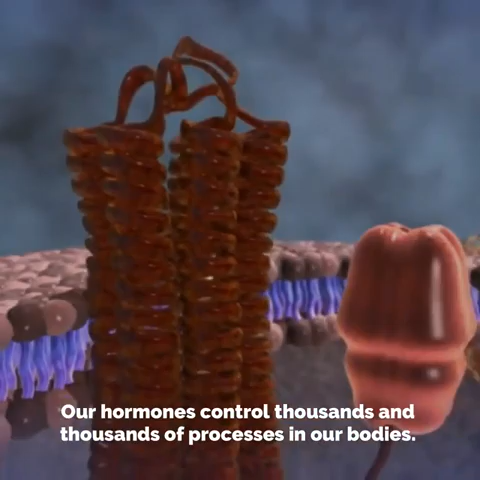 Our hormones control thousands and
thousands of processes in our bodies.